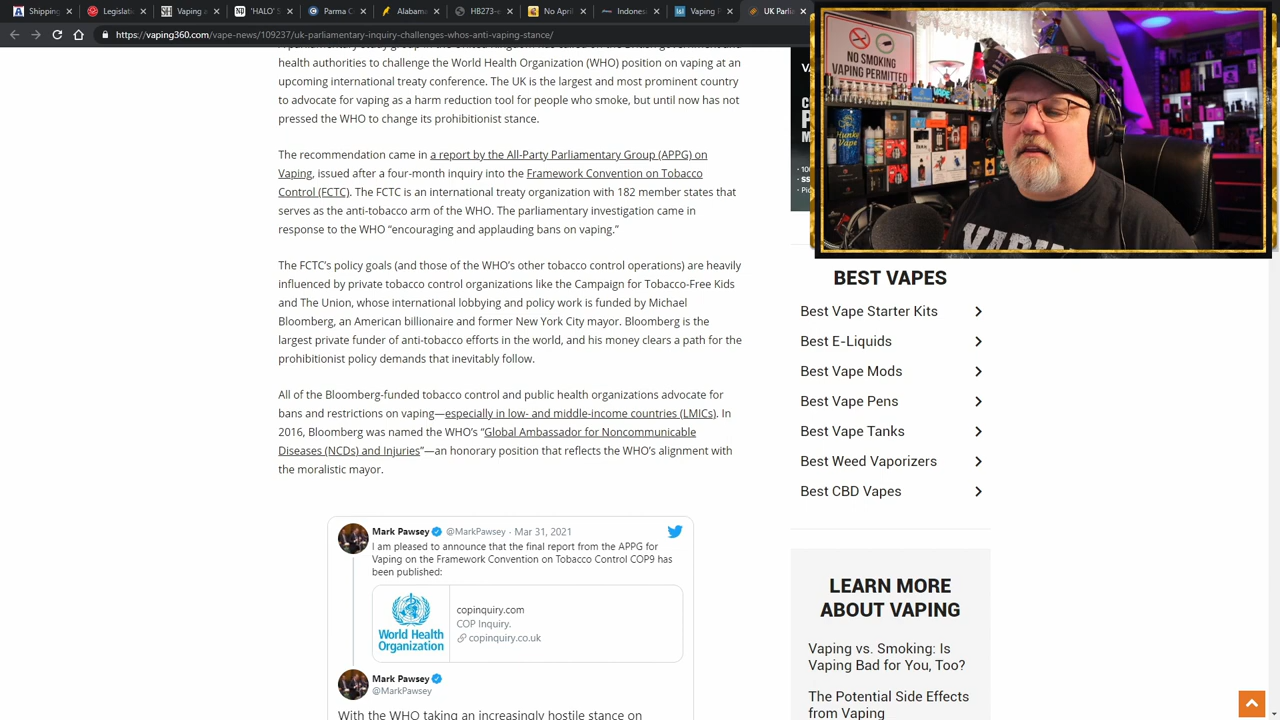 Shipping
Vaping
HALO
Legisla
Rama
Alabam
Roy M
Indone
Vaping F
UK Parli
https://vaping360.com
parliamentary-inquiry-challenges-who-anti-vaping-stance/
health authorities to challenge the World Health Organization (WHO) position on vaping at an
upcoming international treaty conference. The UK is the largest and most prominent country
to advocate for vaping as a harm reduction tool for people who smoke, but until now has not
pressed the WHO to change its prohibitionist stance.
The recommendation came in a report by the All-Party Parliamentary Group (APPG) on
Vaping, issued after a four-month inquiry into the Framework Convention on Tobacco
Control (FCTC). The FCTC is an international treaty organization with 182 member states that
serves as the anti-tobacco arm of the WHO. The parliamentary investigation came in
response to the WHO “encouraging and applauding bans on vaping.”
The FCTC’s policy goals (and those of the WHO’s other tobacco control operations) are heavily
influenced by private tobacco control organizations like the Campaign for Tobacco-Free Kids
and The Union, whose international lobbying and policy work is funded by Michael
Bloomberg, an American billionaire and former New York City mayor. Bloomberg is the
largest private funder of anti-tobacco efforts in the world, and his money clears a path for the
prohibitionist policy demands that inevitably follow.
All of the Bloomberg-funded tobacco control and public health organizations advocate for
bans and restrictions on vaping—especially in low- and middle-income countries (LMICs). In
2016, Bloomberg was named the WHO’s “Global Ambassador for Noncommunicable
Diseases (NCDs) and Injuries”—an honorary position that reflects the WHO’s alignment with
the moralistic mayor.
Mark Pawsey @MarkPawsey · Mar 31, 2021
I am pleased to announce that the final report from the APPG for
Vaping on the Framework Convention on Tobacco Control COP9 has
been published:
World Health
Organization
copinquiry.com
COP Inquiry.
copinquiry.co.uk
Mark Pawsey
@MarkPawsey
With the WHO taking an increasingly hostile stance on
NO SMOKING
VAPING PERMITTED
VAPE
Hunky
Vape
BEST VAPES
Best Vape Starter Kits
Best E-Liquids
Best Vape Mods
Best Vape Pens
Best Vape Tanks
Best Weed Vaporizers
Best CBD Vapes
LEARN MORE
ABOUT VAPING
Vaping vs. Smoking: Is
Vaping Bad for You, Too?
The Potential Side Effects
from Vaping